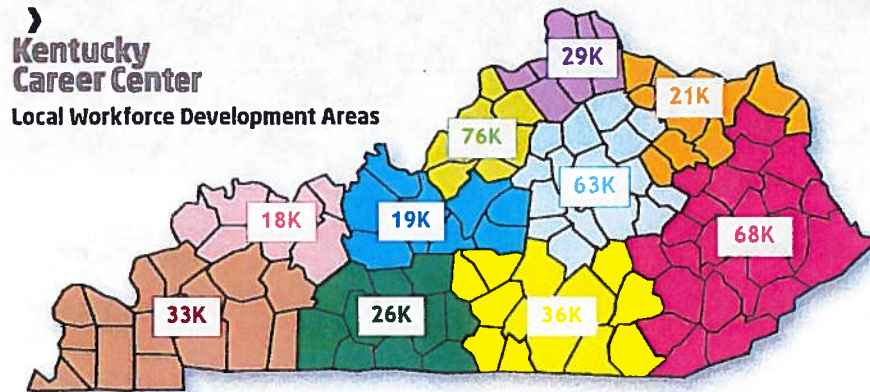 Kentucky
Career Center
Local Workforce Development Areas
29K
21K
76K
63K
18K
19K
68K
33K
26K
36K